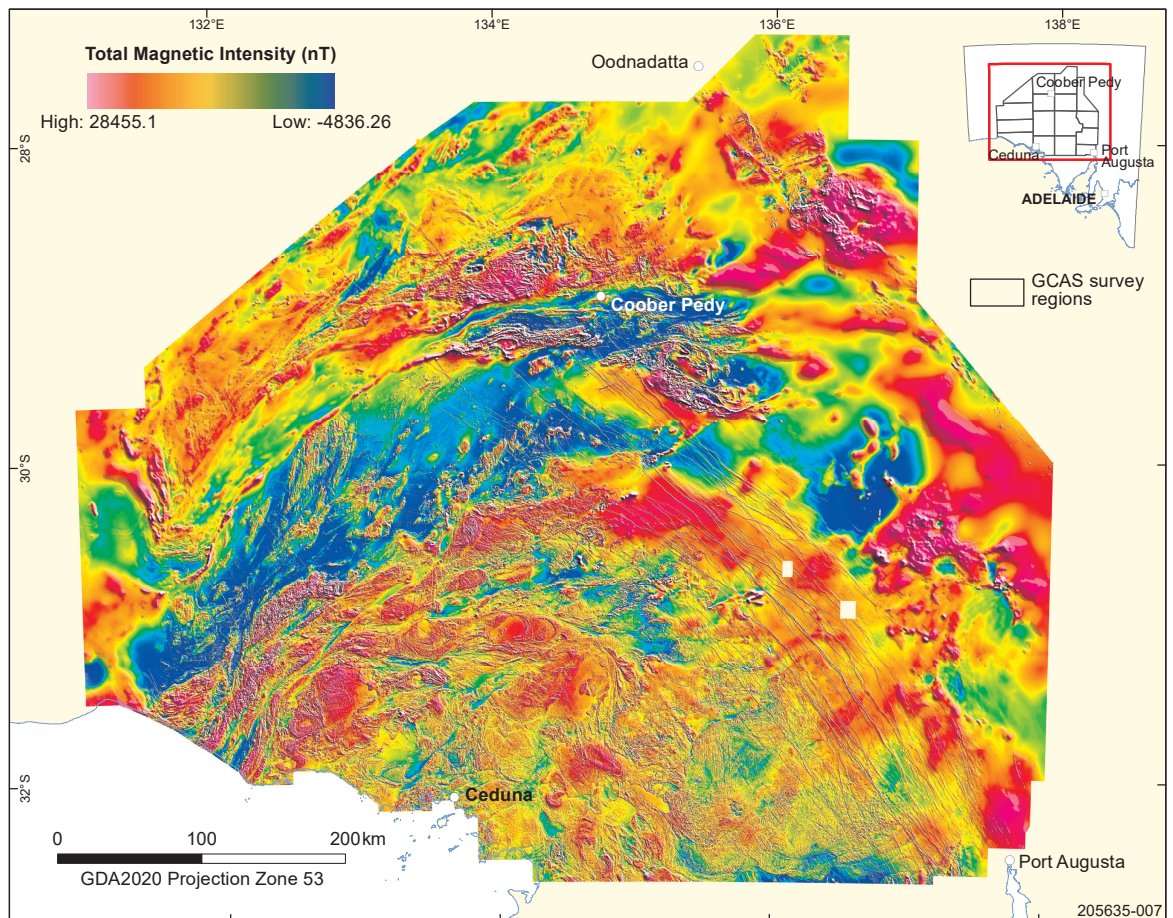 132°E
134°E
136°E
138°E
Total Magnetic Intensity (nT)
High: 28455.1
Low: -4836.26
Oodnadatta
Coober Pedy
Ceduna
Port
Augusta
ADELAIDE
GCAS survey
regions
28°S
Coober Pedy
30°S
32°S
Ceduna
0
100
200km
GDA2020 Projection Zone 53
Port Augusta
205635-007